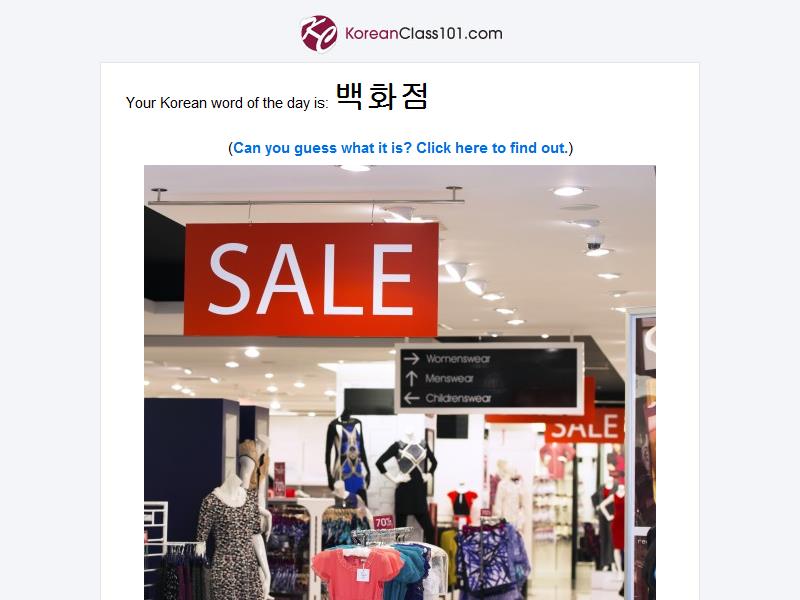 KoreanClass101.com
Your Korean word of the day is: 백화점
(Can you guess what it is? Click here to find out.)
SALE
→ Womenswear
↑ Menswear
← Childrenswear
SALE
70%